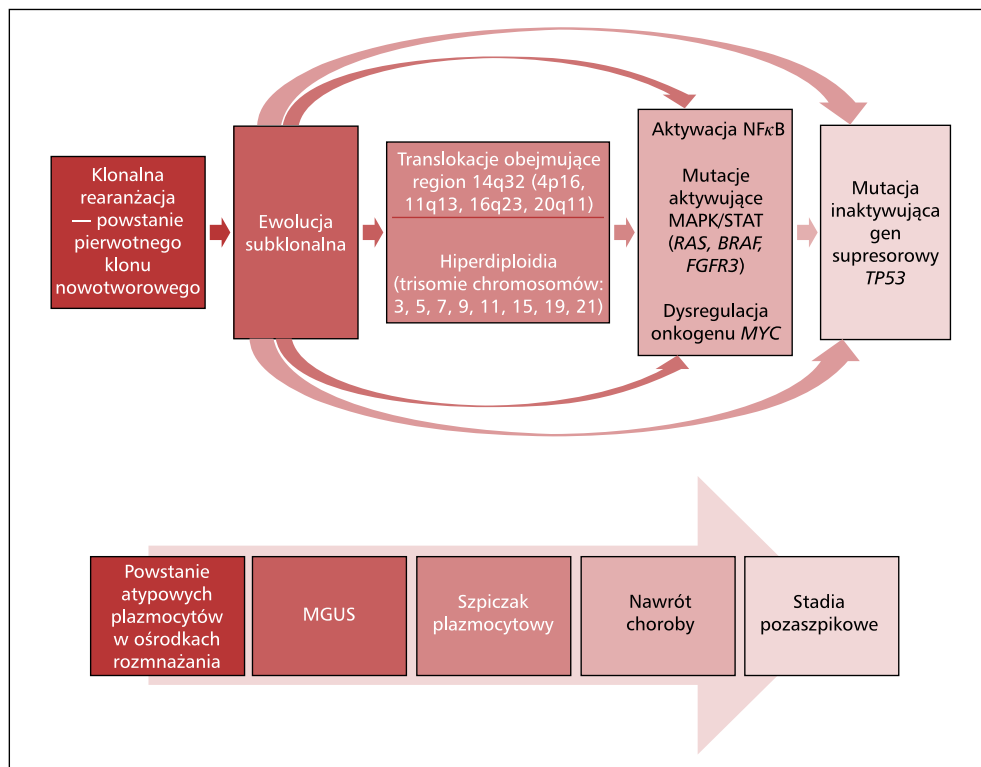 Klonalna
rearanżacja
— powstanie
pierwotnego
klonu
nowotworowego
Ewolucja
subklonalna
Translokacje obejmujące
region 14q32 (4p16,
11q13, 16q23, 20q11)
Hiperdiploidia
(trisomie chromosomów:
3, 5, 7, 9, 11, 15, 19, 21)
Aktywacja NFκB
Mutacje
aktywujące
MAPK/STAT
(RAS, BRAF,
FGFR3)
Dysregulacja
onkogenu MYC
Mutacja
inaktywująca
gen
supresorowy
TP53
Powstanie
atypowych
plazmocytów
w ośrodkach
rozmnażania
MGUS
Szpiczak
plazmocytowy
Nawrót
choroby
Stadia
pozaszpikowe